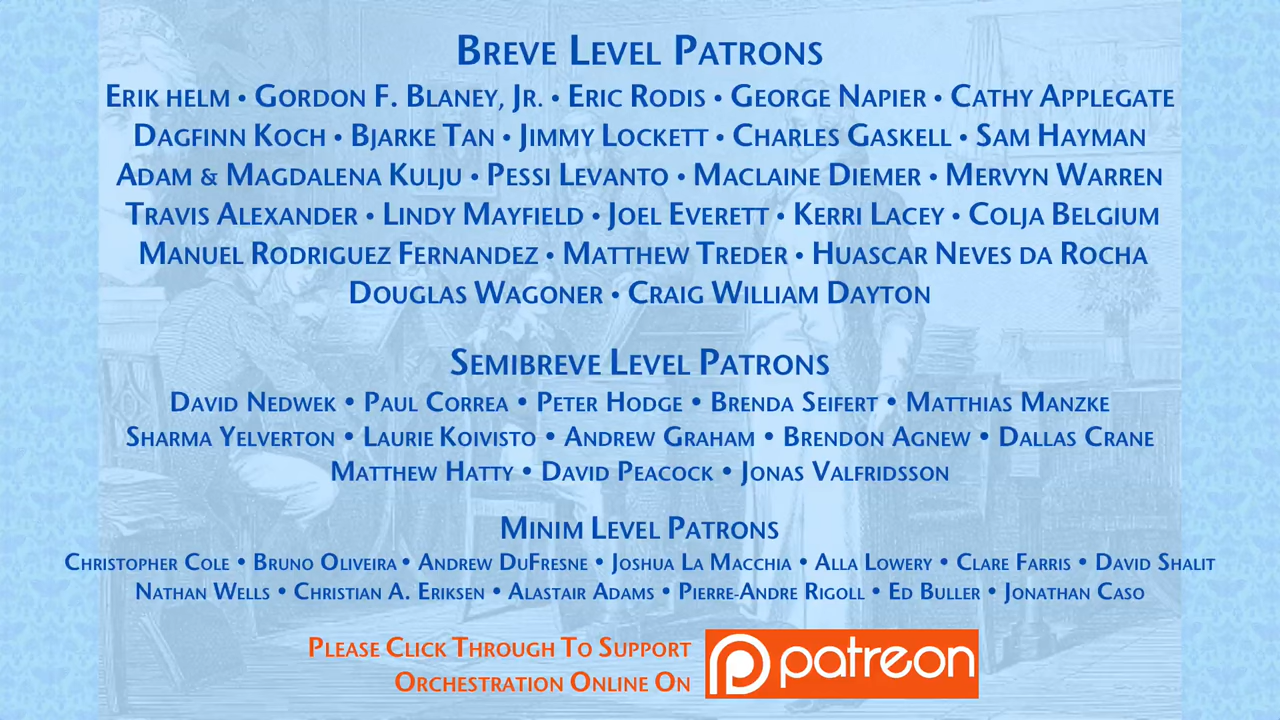 Breve Level Patrons
Erik helm • Gordon F. Blaney, Jr. • Eric Rodis • George Napier • Cathy Applegate
Dagfinn Koch • Bjarke Tan • Jimmy Lockett • Charles Gaskell • Sam Hayman
Adam & Magdalena Kulju • Pessi Levanto • Maclaine Diemer • Mervyn Warren
Travis Alexander • Lindy Mayfield • Joel Everett • Kerri Lacey • Colja Belgium
Manuel Rodriguez Fernandez • Matthew Treder • Huascar Neves da Rocha
Douglas Wagoner • Craig William Dayton
Semibreve Level Patrons
David Nedwek • Paul Correa • Peter Hodge • Brenda Seifert • Matthias Manzke
Sharma Yelverton • Laurie Koivisto • Andrew Graham • Brendon Agnew • Dallas Crane
Matthew Hatty • David Peacock • Jonas Valfridsson
Minim Level Patrons
Christopher Cole • Bruno Oliveira • Andrew DuFresne • Joshua La Macchia • Alla Lowery • Clare Farris • David Shalit
Nathan Wells • Christian A. Eriksen • Alastair Adams • Pierre-Andre Rigoll • Ed Buller • Jonathan Caso
Please Click Through To Support
Orchestration Online On
patreon